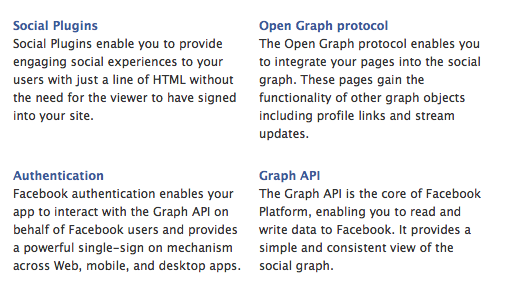 Social Plugins
Social Plugins enable you to provide
engaging social experiences to your
users with just a line of HTML without
the need for the viewer to have signed
into your site.
Open Graph protocol
The Open Graph protocol enables you
to integrate your pages into the social
graph. These pages gain the
functionality of other graph objects
including profile links and stream
updates.
Authentication
Facebook authentication enables your
app to interact with the Graph API on
behalf of Facebook users and provides
a powerful single-sign on mechanism
across Web, mobile, and desktop apps.
Graph API
The Graph API is the core of Facebook
Platform, enabling you to read and
write data to Facebook. It provides a
simple and consistent view of the
social graph.